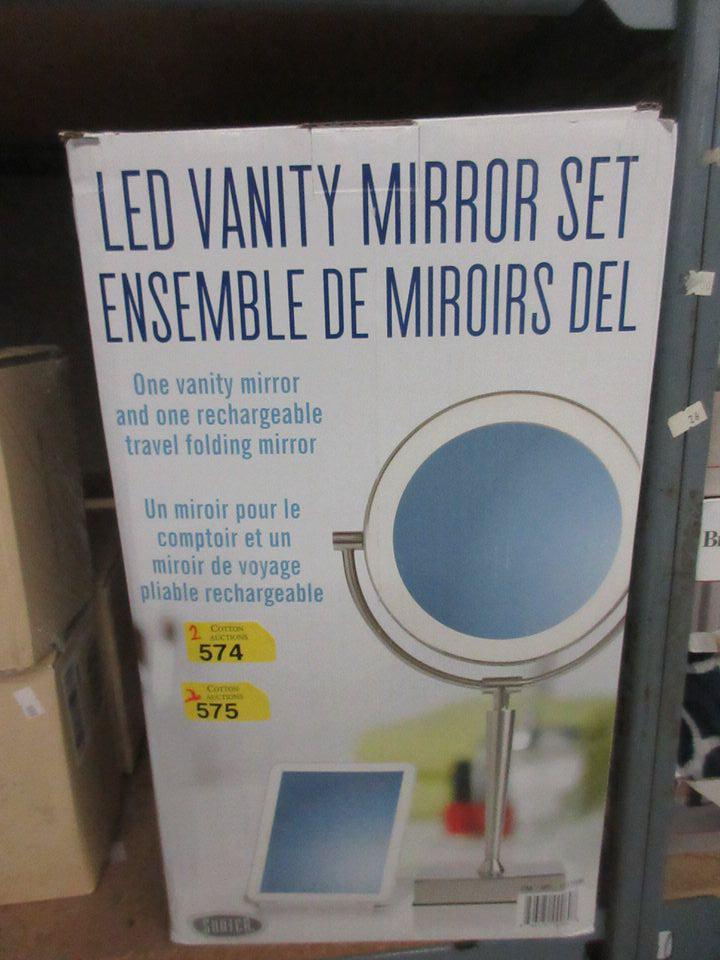 LED VANITY MIRROR SET
ENSEMBLE DE MIROIRS DEL
One vanity mirror
and one rechargeable
travel folding mirror
Un miroir pour le
comptoir et un
miroir de voyage
pliable rechargeable
2 COTTON
AUCTIONS
574
2 COTTON
AUCTIONS
575
26